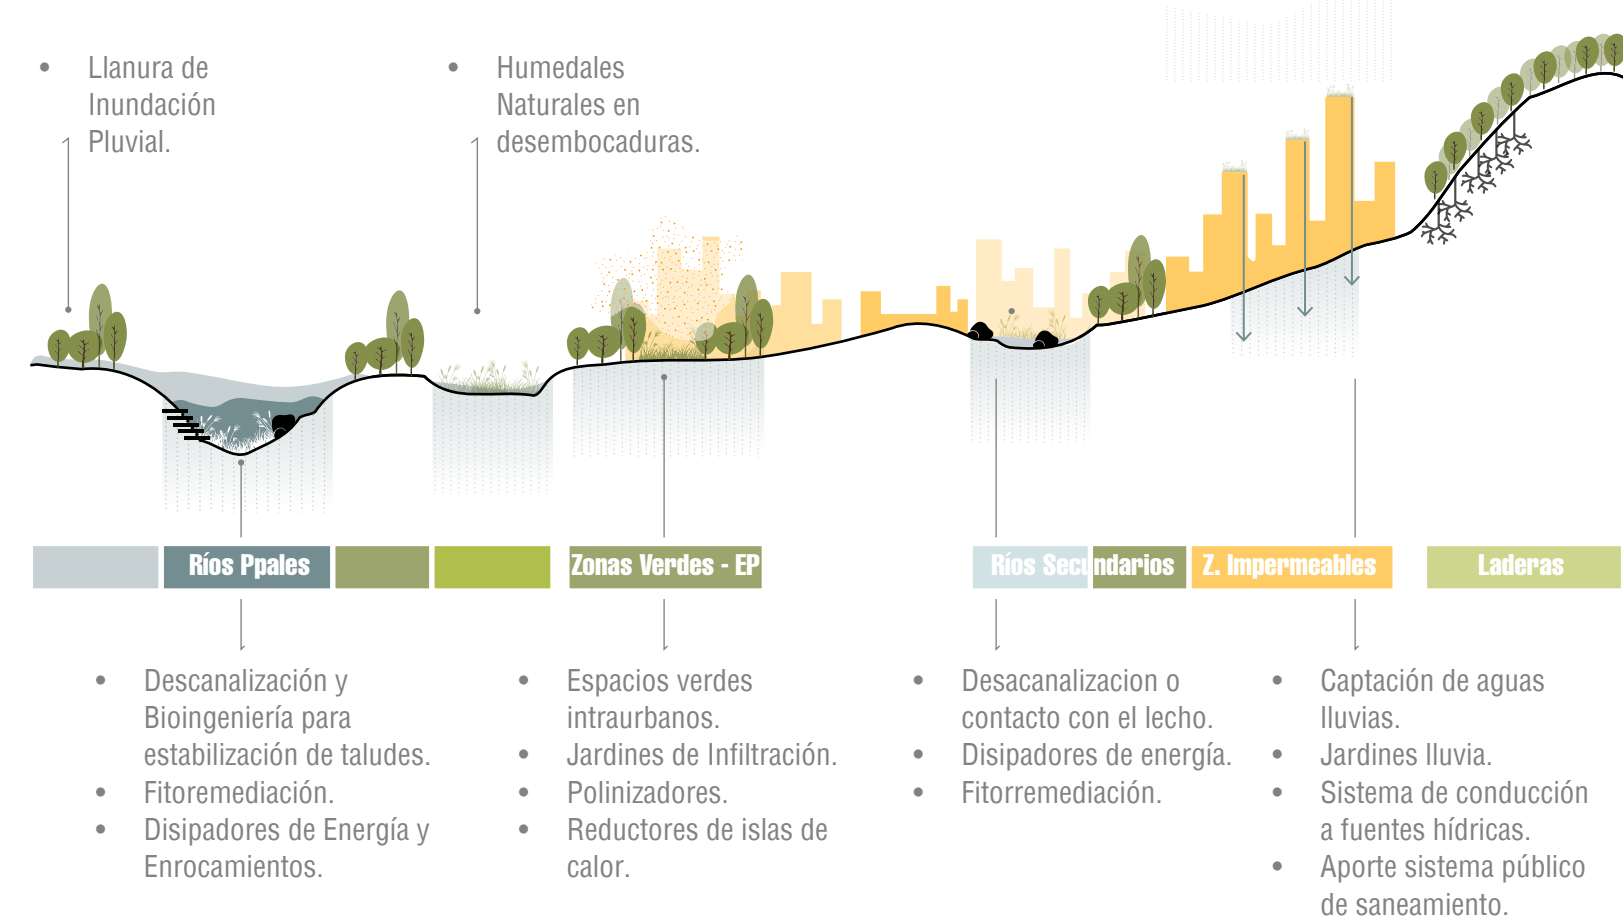 • Llanura de
Inundación
Pluvial.
• Humedales
Naturales en
desembocaduras.
Ríos Ppales
Zonas Verdes - EP
Ríos Secundarios
Z. Impermeables
Laderas
• Descanalización y
Bioingeniería para
estabilización de taludes.
• Fitoremediación.
• Disipadores de Energía y
Enrocamientos.
• Espacios verdes
intraurbanos.
• Jardines de Infiltración.
• Polinizadores.
• Reductores de islas de
calor.
• Desacanalizacion o
contacto con el lecho.
• Disipadores de energía.
• Fitorremediación.
• Captación de aguas
lluvias.
• Jardines lluvia.
• Sistema de conducción
a fuentes hídricas.
• Aporte sistema público
de saneamiento.